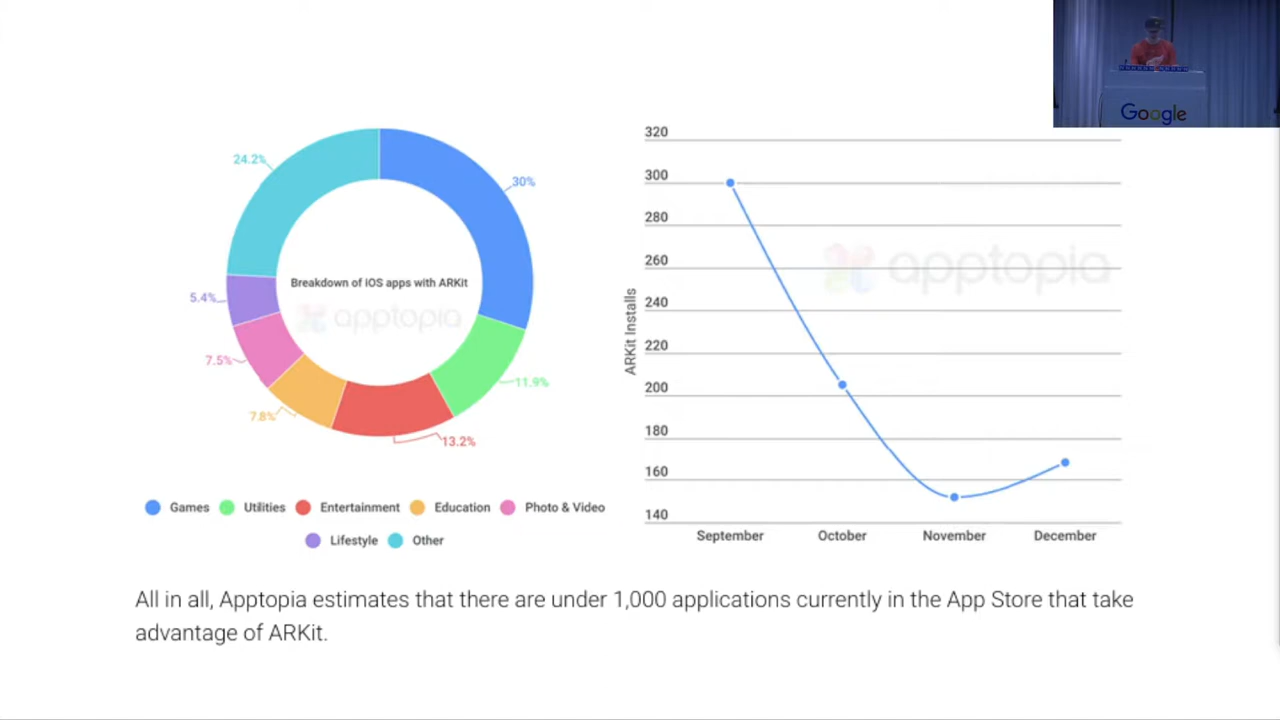 Google
24.2%
30%
5.4%
Breakdown of iOS apps with ARKit
apptopia
7.5%
11.9%
7.8%
13.2%
Games Utilities Entertainment Education Photo & Video
Lifestyle Other
320
300
280
260
240
220
200
180
160
140
ARKit Installs
apptopia
September October November December
All in all, Apptopia estimates that there are under 1,000 applications currently in the App Store that take
advantage of ARKit.